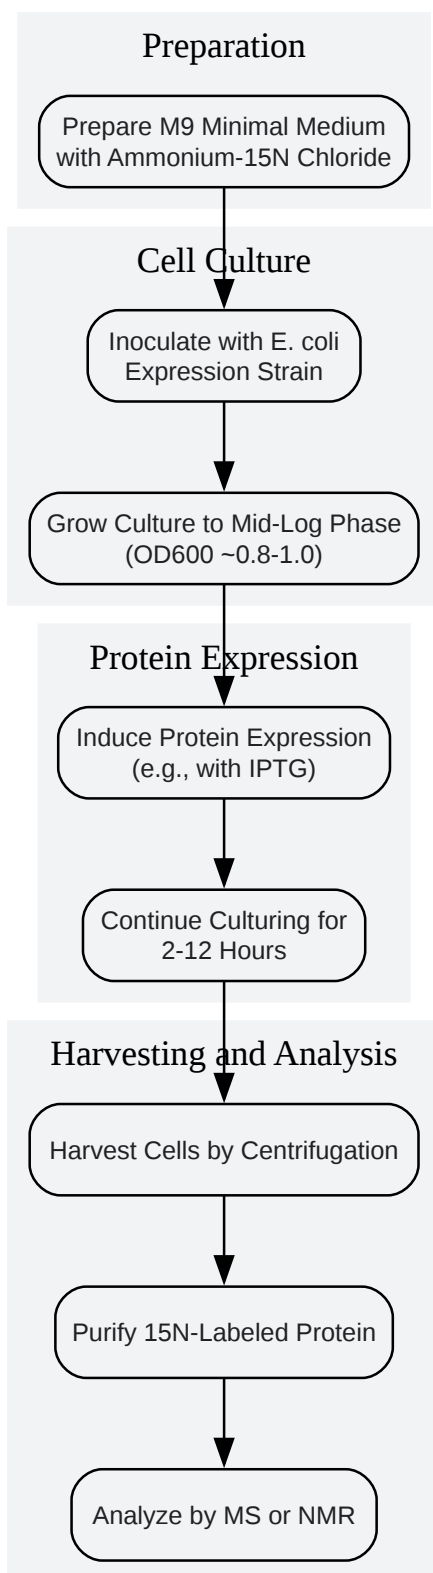 Preparation
Prepare M9 Minimal Medium
with Ammonium-15N Chloride
Cell Culture
Inoculate with E. coli
Expression Strain
Grow Culture to Mid-Log Phase
(OD600 ~0.8-1.0)
Protein Expression
Induce Protein Expression
(e.g., with IPTG)
Continue Culturing for
2-12 Hours
Harvesting and Analysis
Harvest Cells by Centrifugation
Purify 15N-Labeled Protein
Analyze by MS or NMR